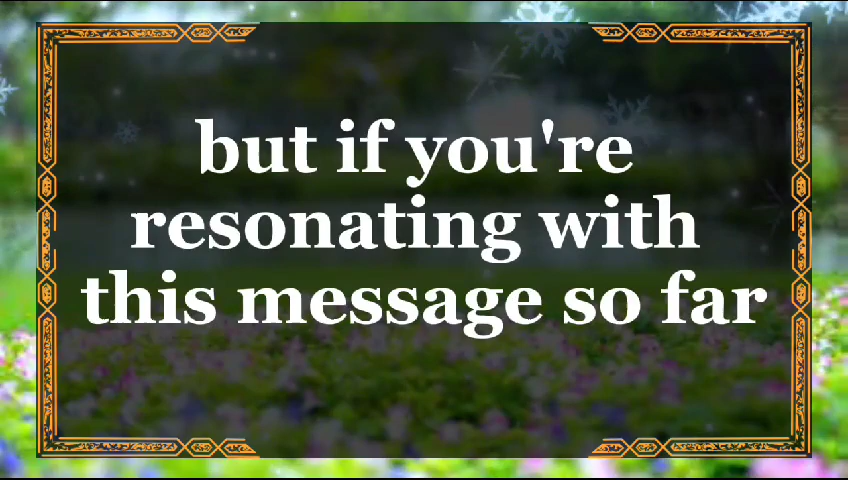 but if you're
resonating with
this message so far